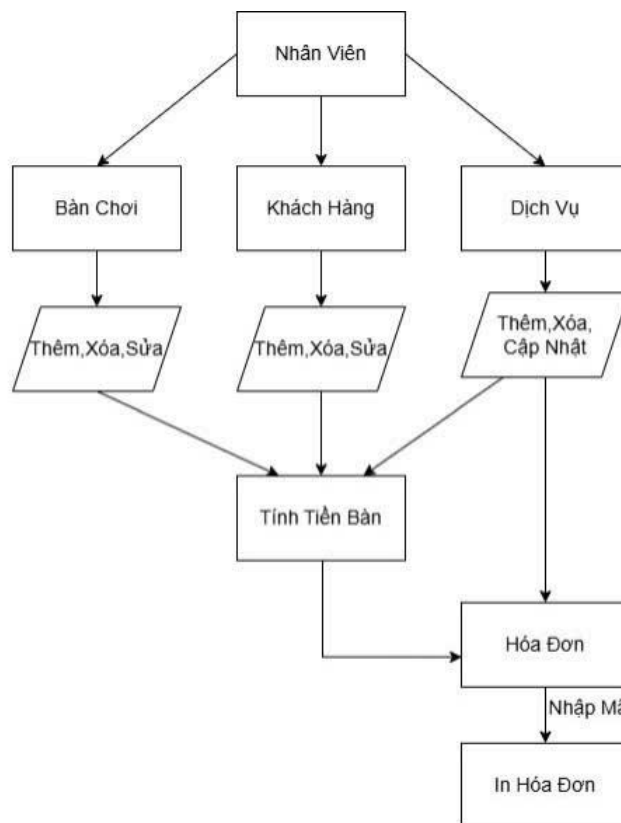 Nhân Viên
Bàn Chơi
Khách Hàng
Dịch Vụ
Thêm,Xóa,Sửa
Thêm,Xóa,Sửa
Thêm,Xóa,
Cập Nhật
Tính Tiền Bàn
Hóa Đơn
Nhập Mã
In Hóa Đơn